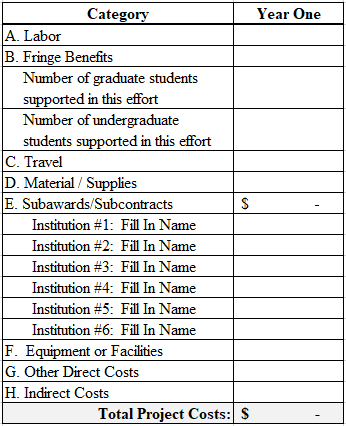 Category Year One
A. Labor
B. Fringe Benefits
Number of graduate students
supported in this effort
Number of undergraduate
students supported in this effort
C. Travel
D. Material / Supplies
E. Subawards/Subcontracts $ -
Institution #1: Fill In Name
Institution #2: Fill In Name
Institution #3: Fill In Name
Institution #4: Fill In Name
Institution #5: Fill In Name
Institution #6: Fill In Name
F. Equipment or Facilities
G. Other Direct Costs
H. Indirect Costs
Total Project Costs: $ -